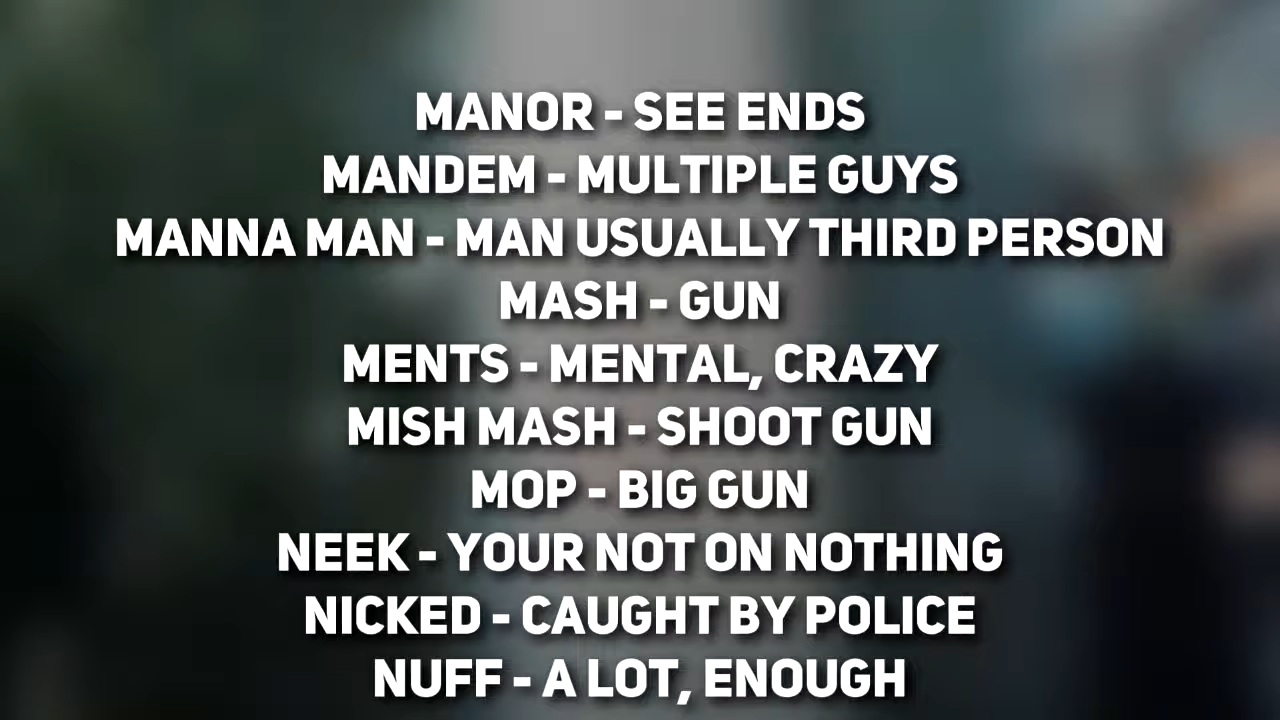 MANOR - SEE ENDS
MANDEM - MULTIPLE GUYS
MANNA MAN - MAN USUALLY THIRD PERSON
MASH - GUN
MENTS - MENTAL, CRAZY
MISH MASH - SHOOT GUN
MOP - BIG GUN
NEEK - YOUR NOT ON NOTHING
NICKED - CAUGHT BY POLICE
NUFF - A LOT, ENOUGH